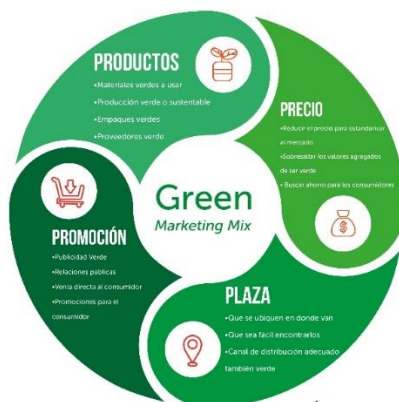 PRODUCTOS
•Materiales verdes a usar
•Producción verde o sustentable
•Empaques verdes
•Proveedores verde
PRECIO
•Reducir el precio para estandarizar
al mercado
•Sobresaltar los valores agregados
de ser verde
• Buscar ahorro para los consumidores
Green
Marketing Mix
PROMOCIÓN
•Publicidad Verde
•Relaciones públicas
•Venta directa al consumidor
•Promociones para el
consumidor
PLAZA
•Que se ubiquen en donde van
•Que sea fácil encontrarlos
•Canal de distribución adecuado
también verde